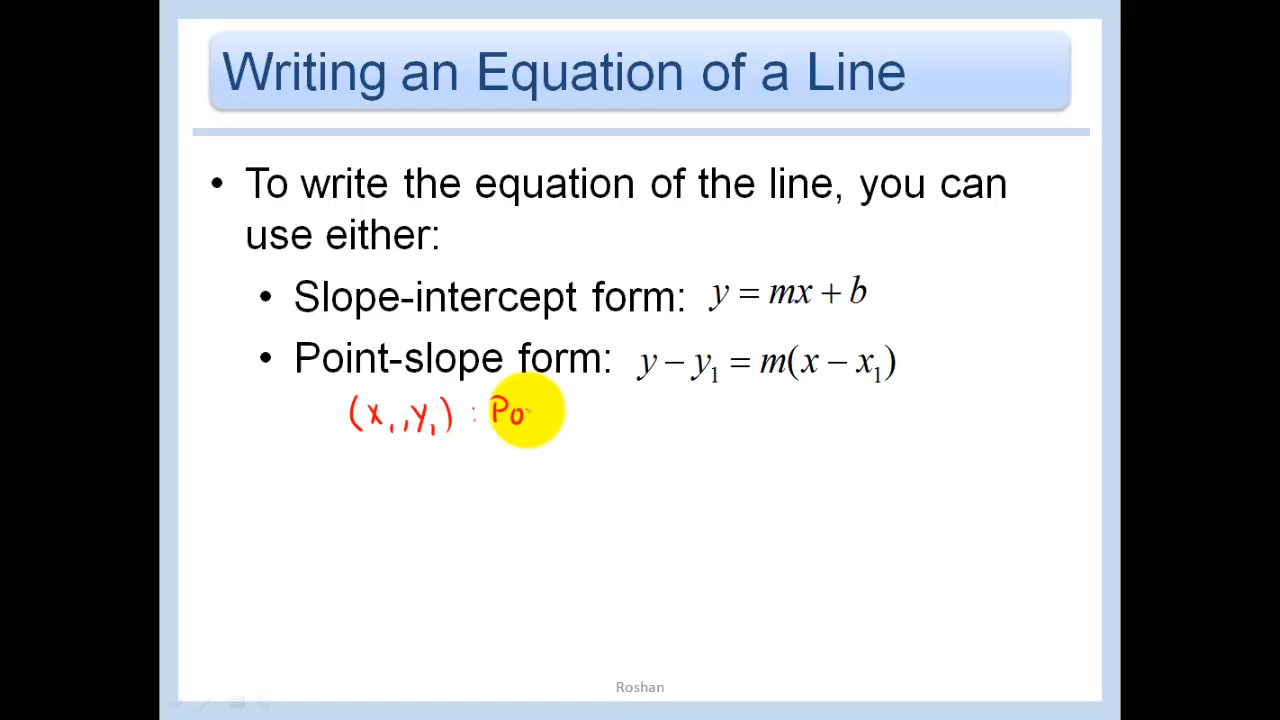 Writing an Equation of a Line
• To write the equation of the line, you can
use either:
• Slope-intercept form: y = mx + b
• Point-slope form: y − y₁ = m(x − x₁)
(x₁, y₁) : Po
Roshan